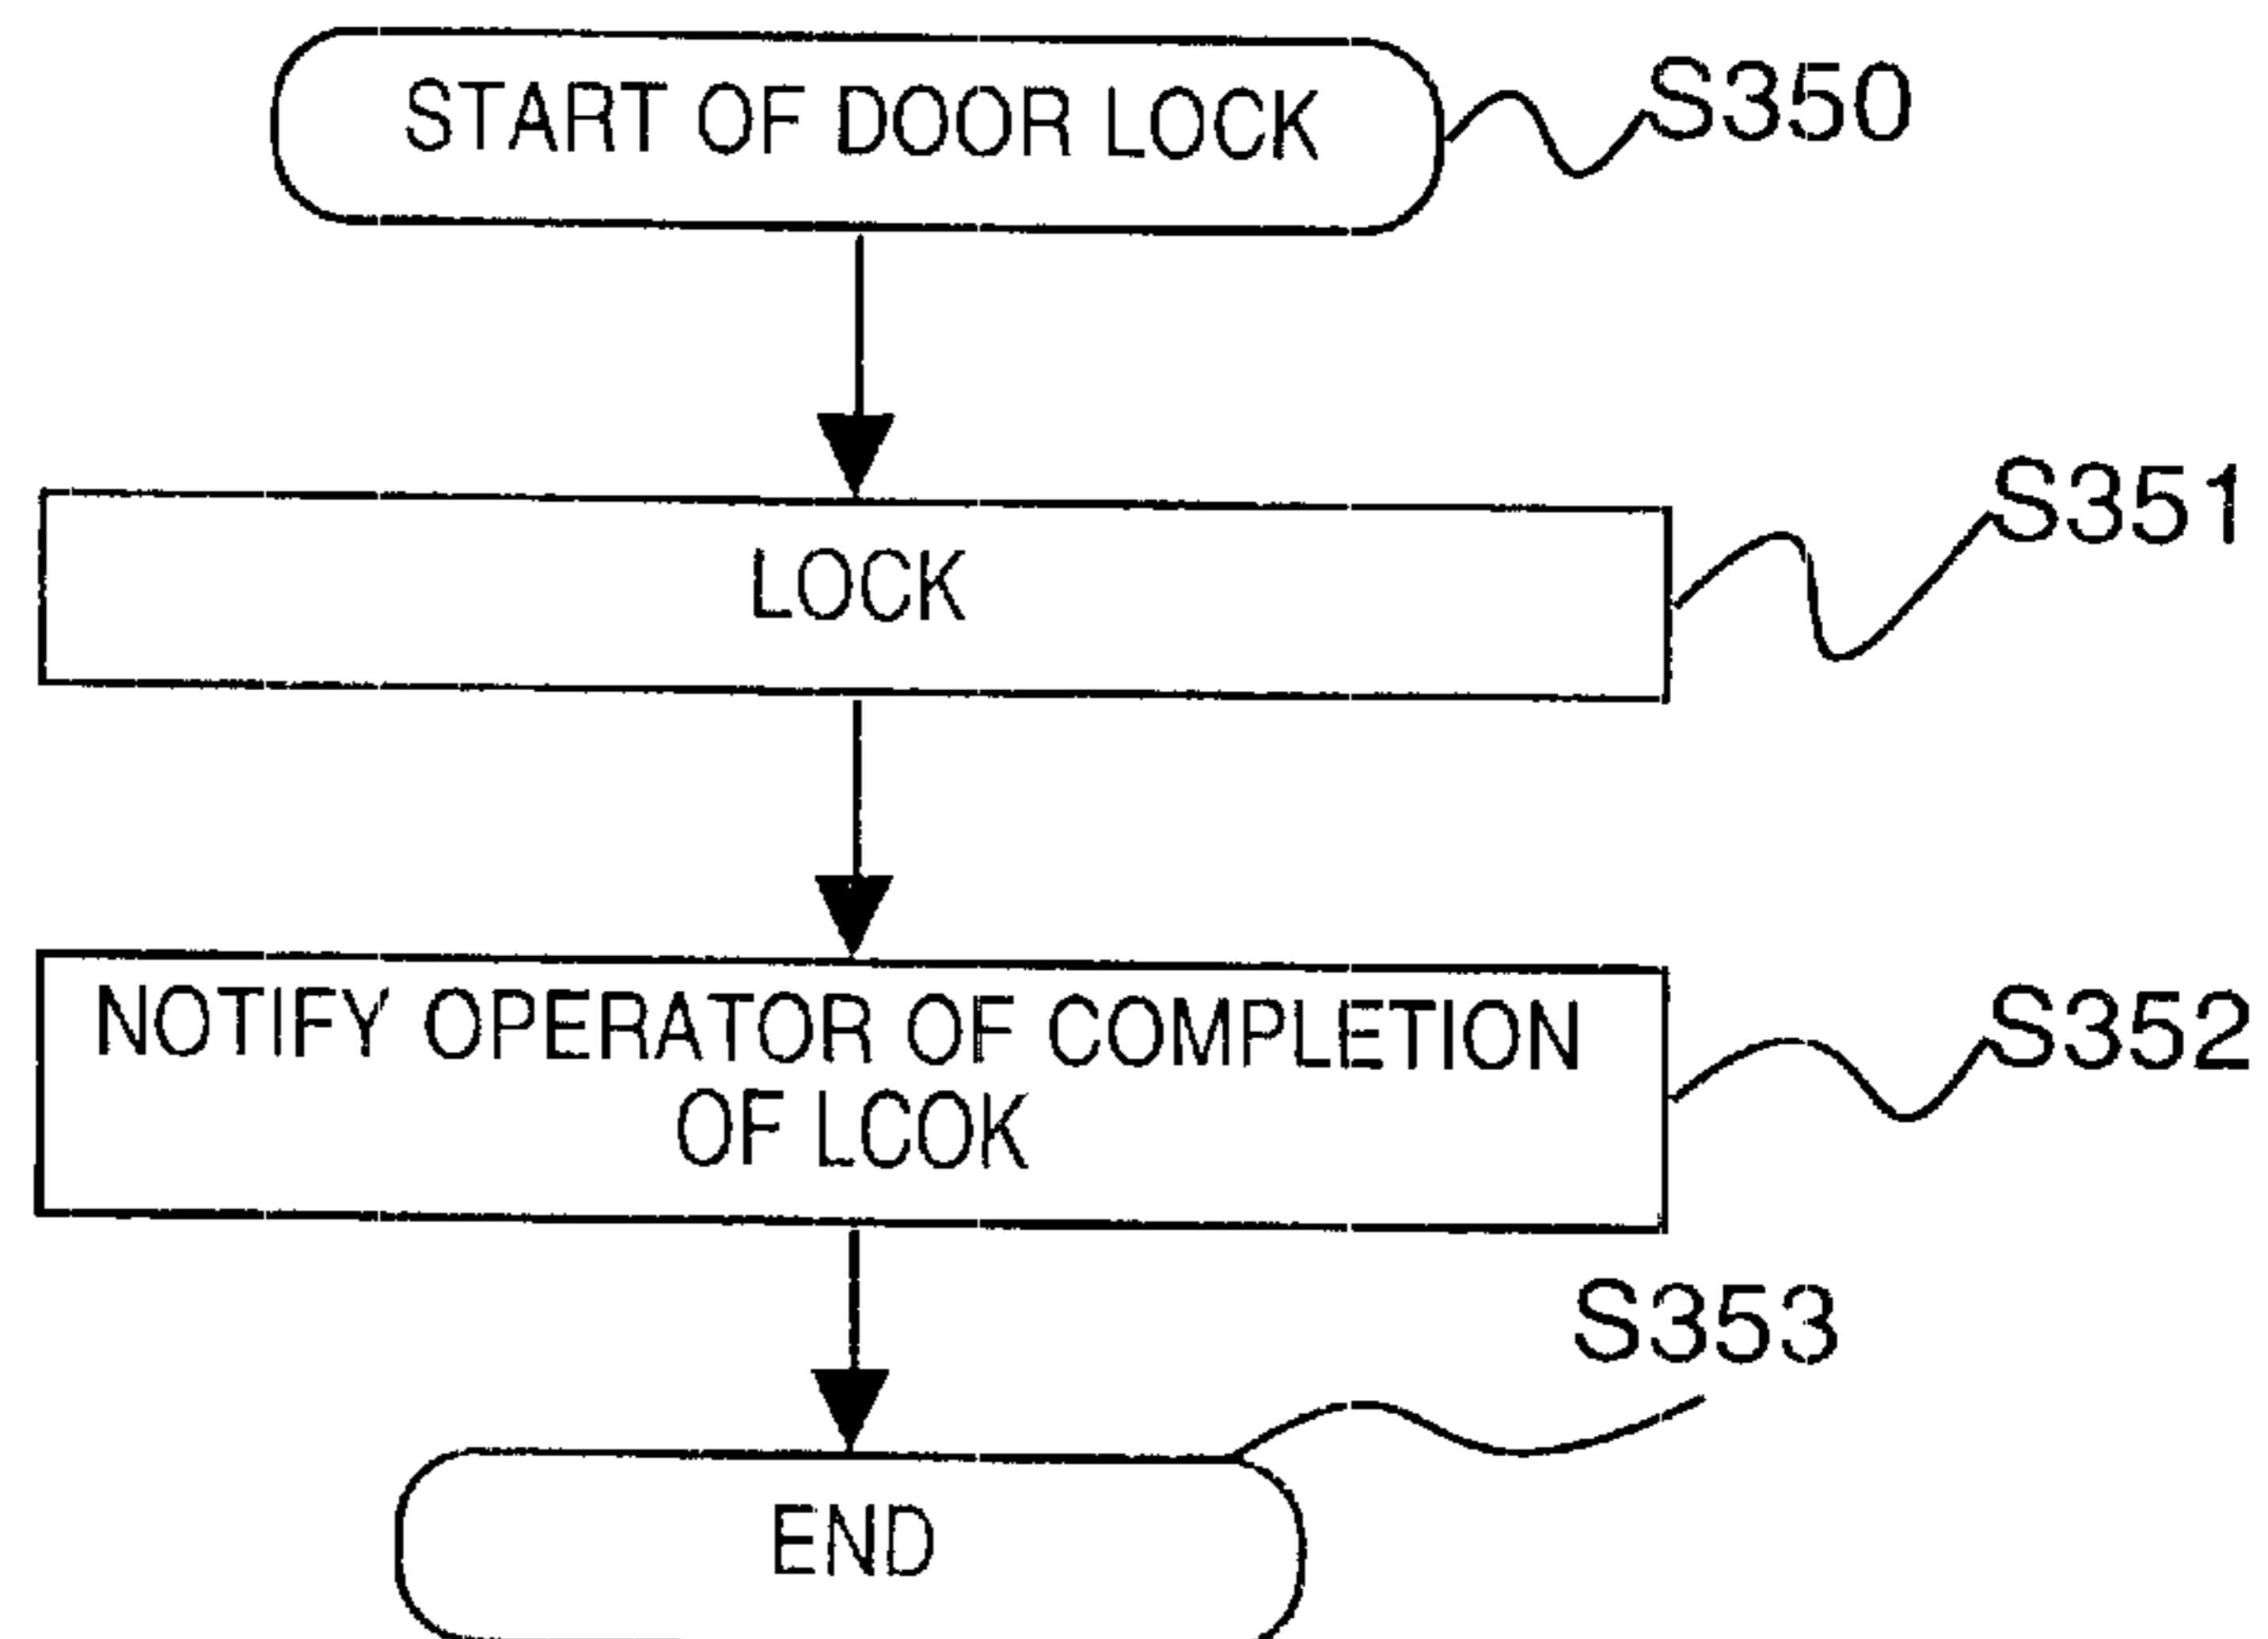 START OF DOOR LOCK
S350
LOCK
S351
NOTIFY OPERATOR OF COMPLETION
OF LCOK
S352
S353
END